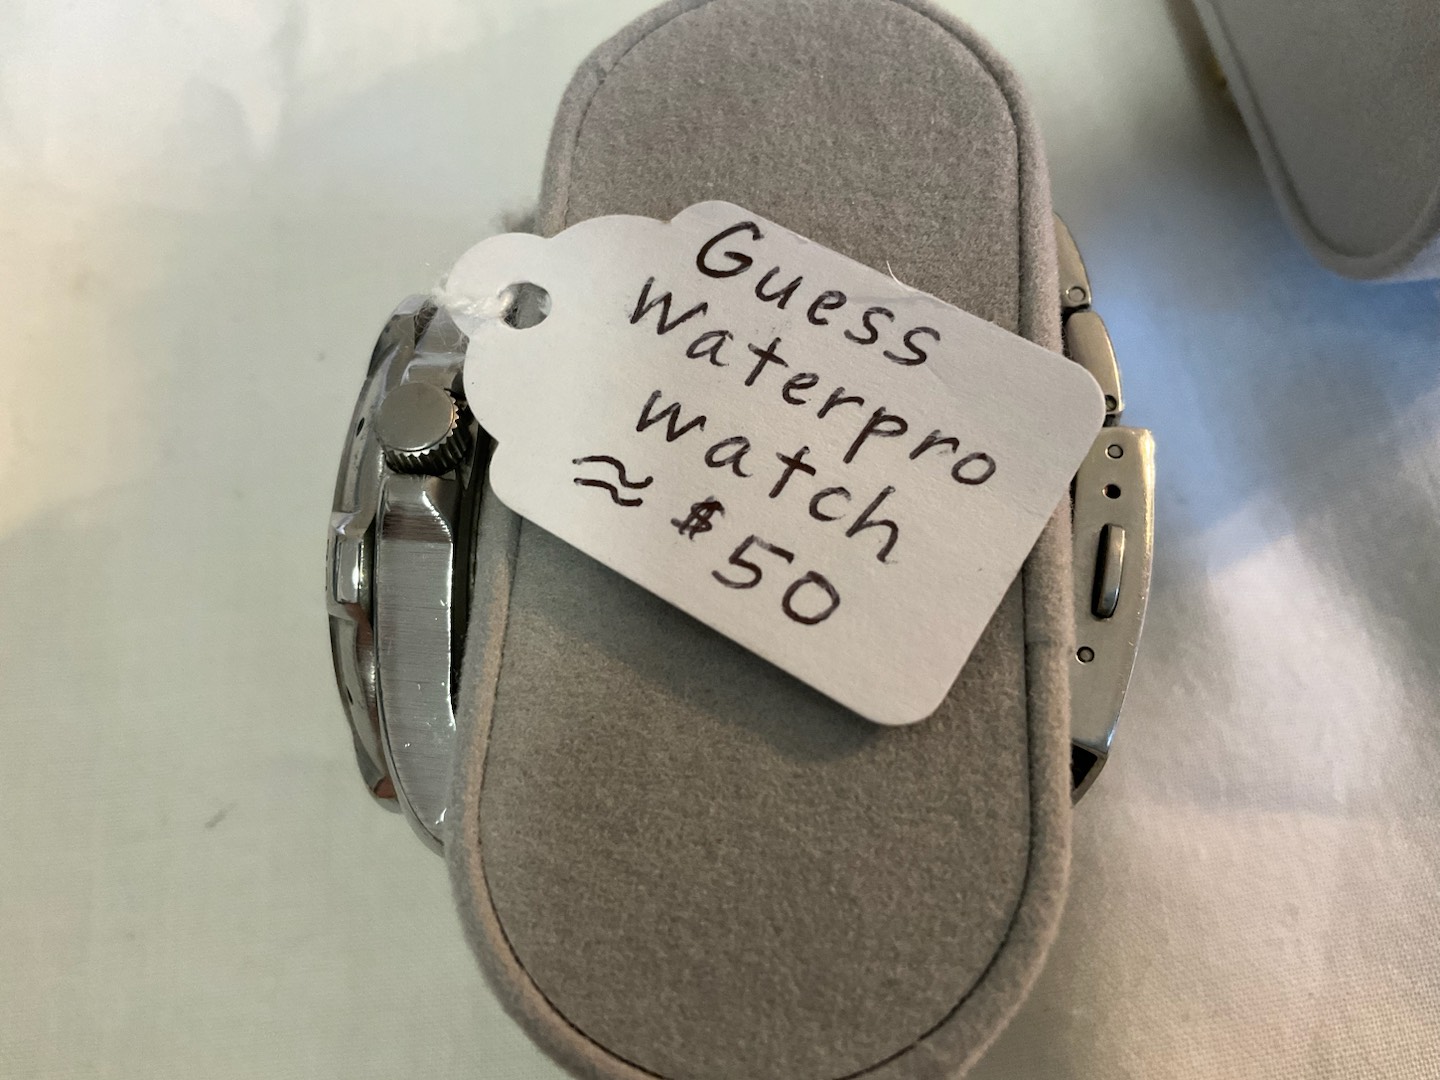 Guess
Waterpro
watch
≈ $50